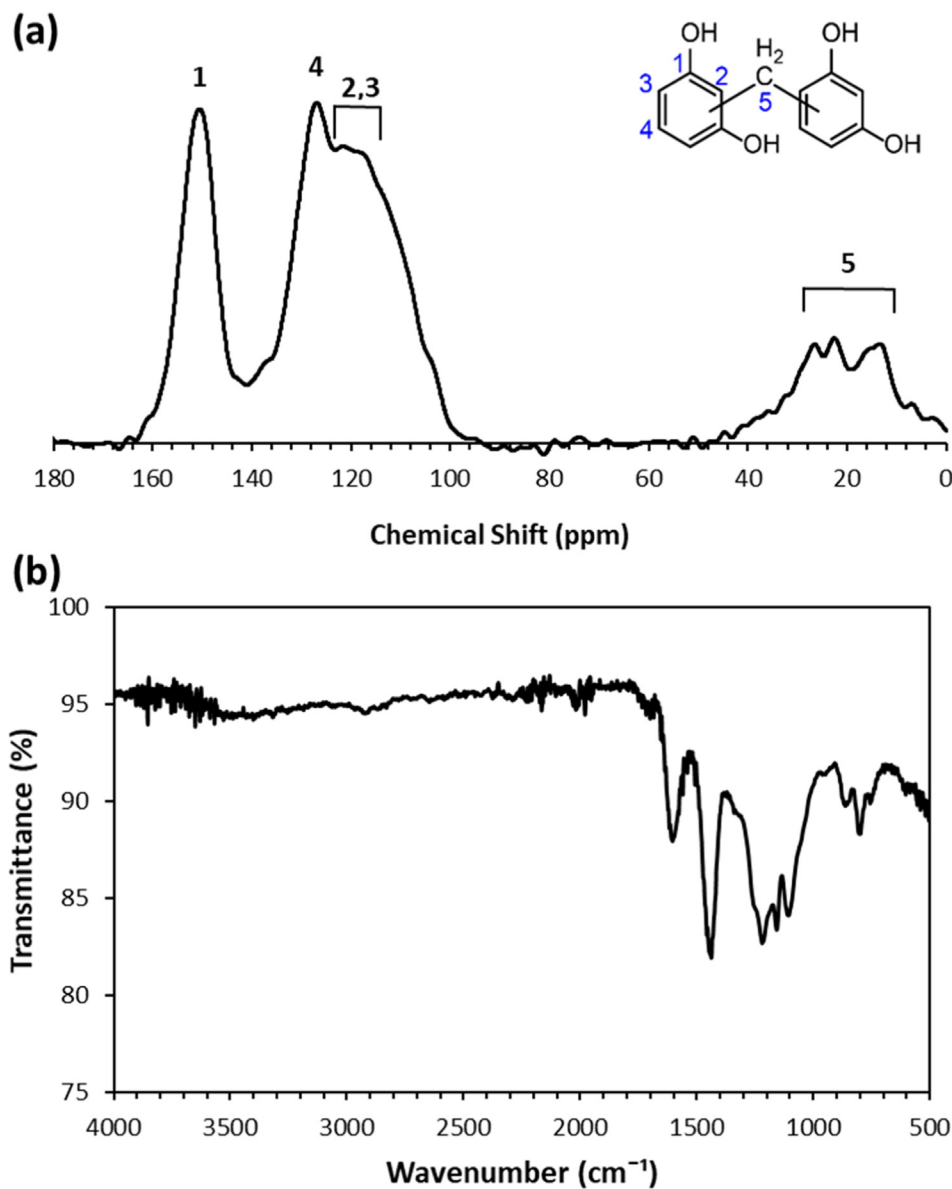 (a)
OH
OH
H2
1
4
2,3
1
2
3
5
4
OH
OH
5
180 160 140 120 100 80 60 40 20 0
Chemical Shift (ppm)
(b)
100
95
90
85
80
75
Transmittance (%)
4000 3500 3000 2500 2000 1500 1000 500
Wavenumber (cm⁻¹)